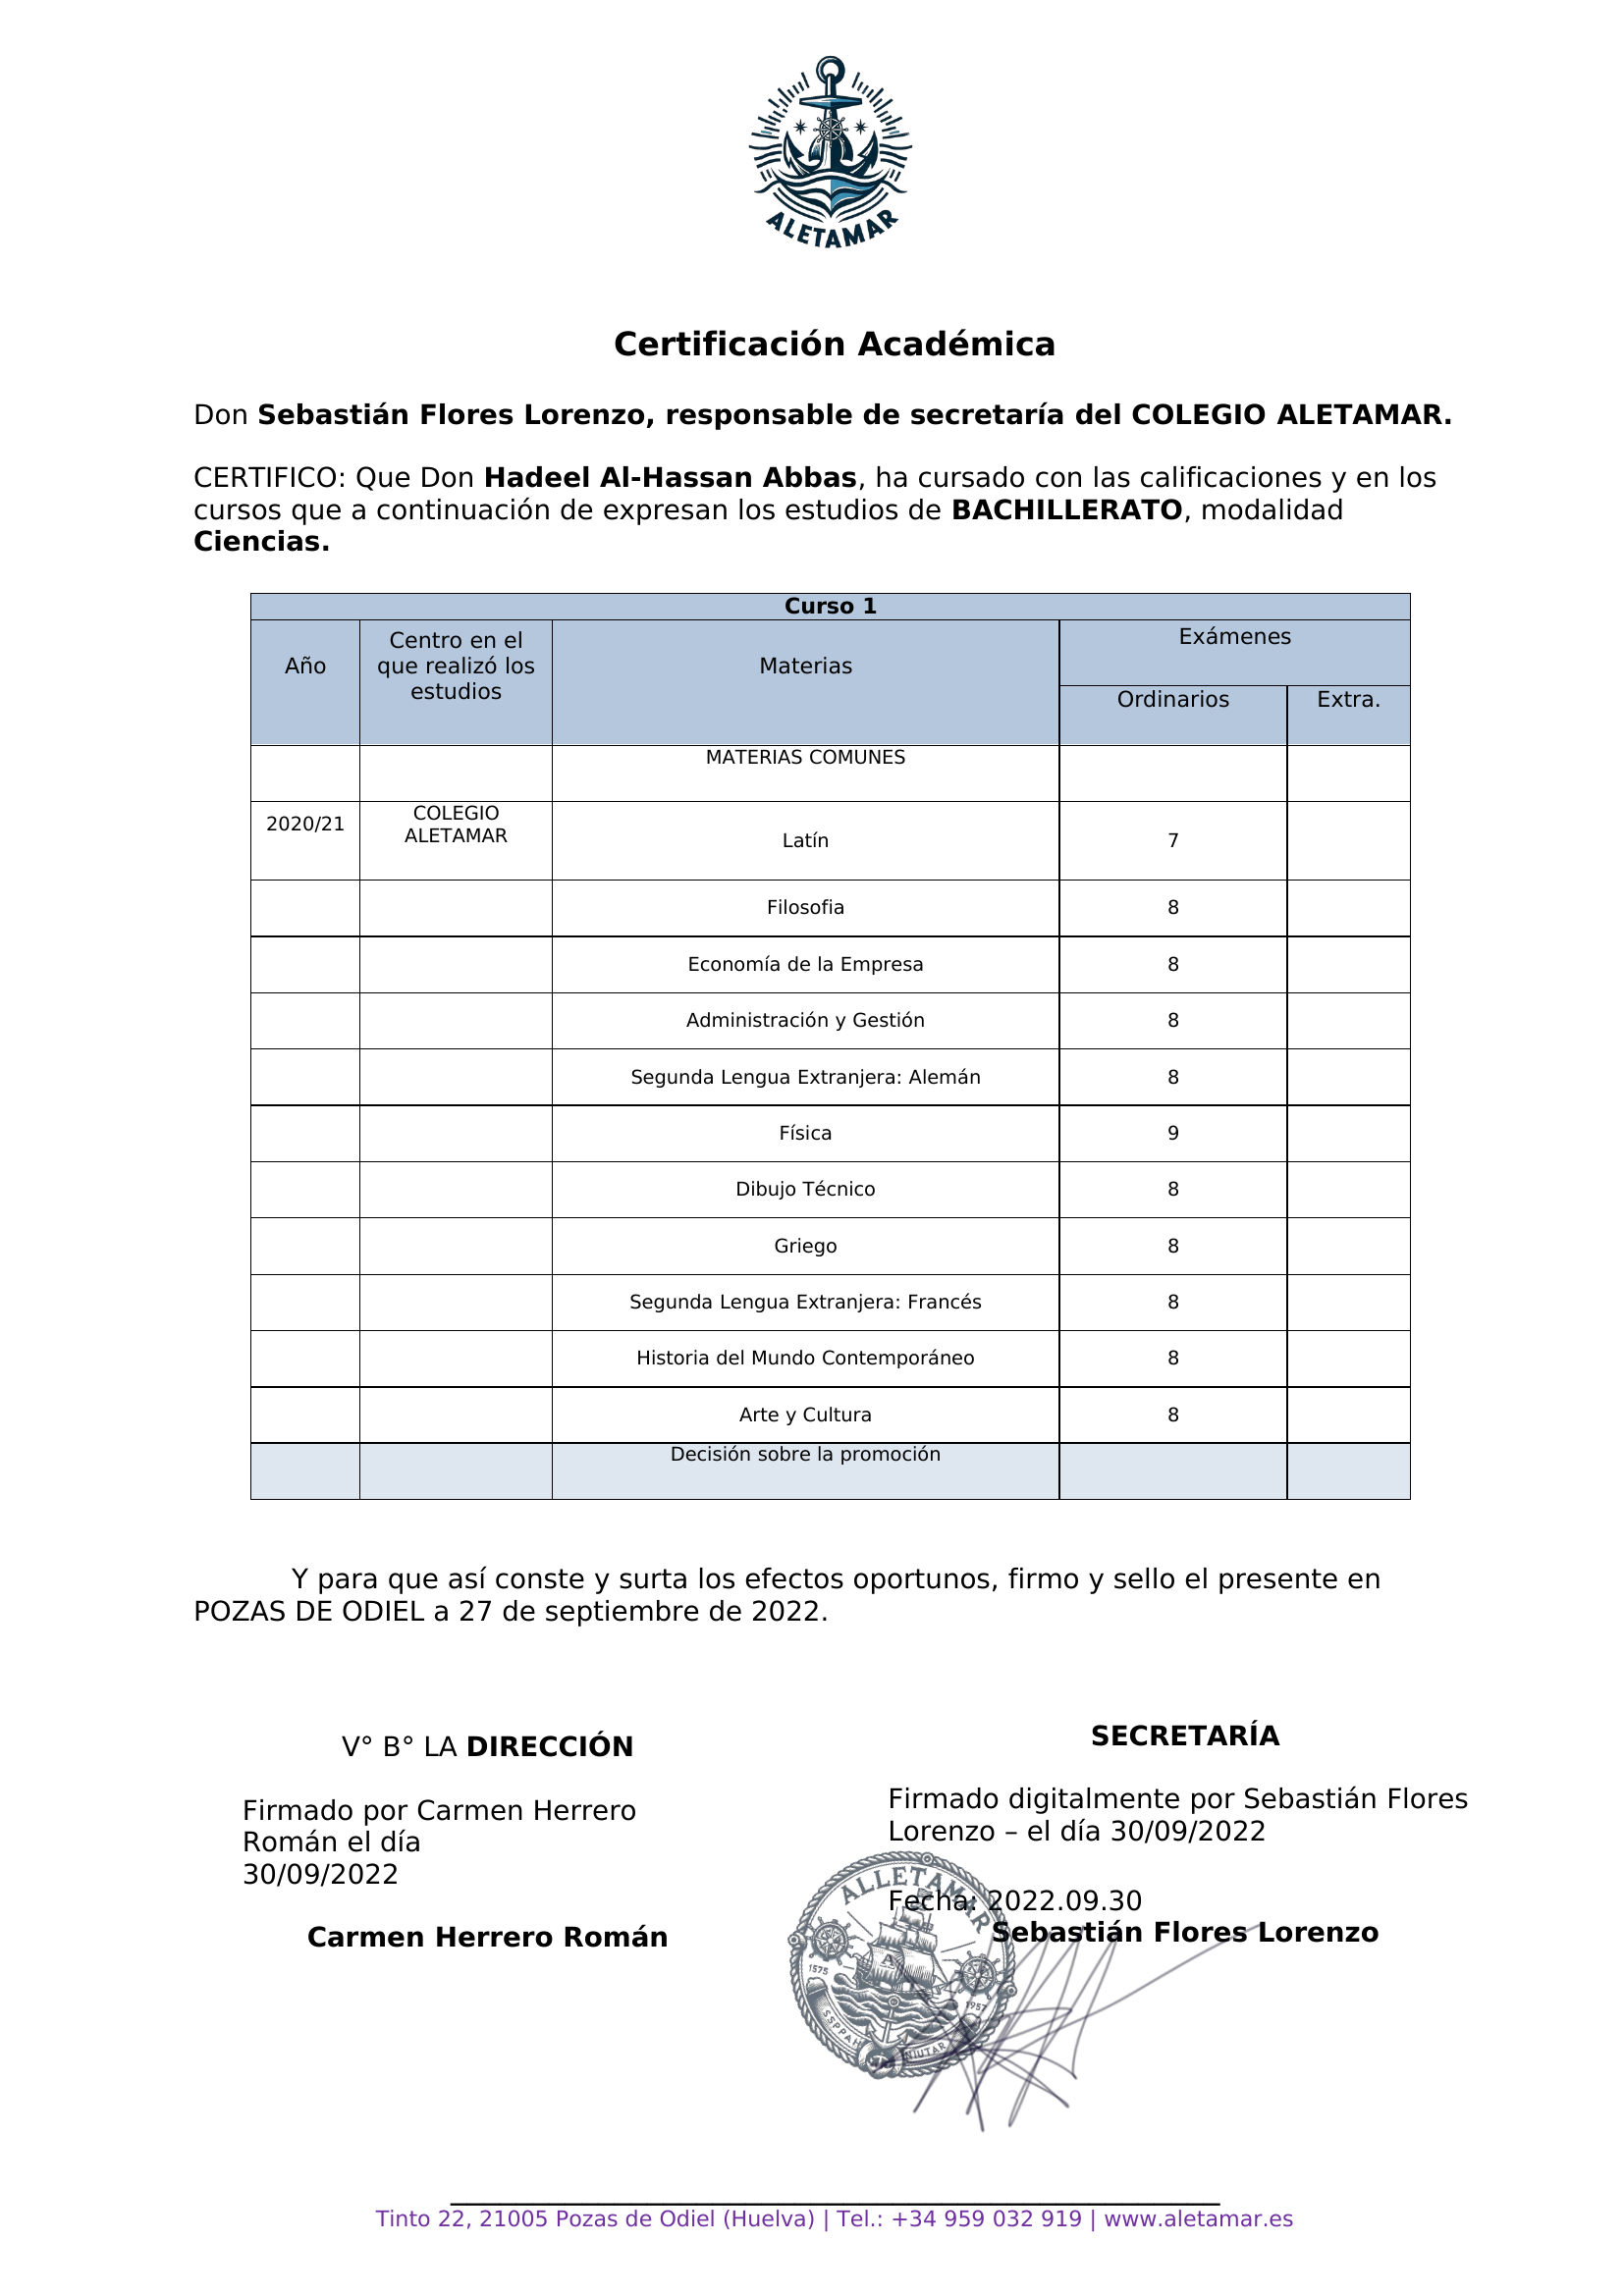 ALETAMAR
Certificación Académica
Don Sebastián Flores Lorenzo, responsable de secretaría del COLEGIO ALETAMAR.
CERTIFICO: Que Don Hadeel Al-Hassan Abbas, ha cursado con las calificaciones y en los
cursos que a continuación de expresan los estudios de BACHILLERATO, modalidad
Ciencias.
Curso 1
Año
Centro en el
que realizó los
estudios
Materias
Exámenes
Ordinarios
Extra.
MATERIAS COMUNES
2020/21
COLEGIO
ALETAMAR
Latín
7
Filosofia
8
Economía de la Empresa
8
Administración y Gestión
8
Segunda Lengua Extranjera: Alemán
8
Física
9
Dibujo Técnico
8
Griego
8
Segunda Lengua Extranjera: Francés
8
Historia del Mundo Contemporáneo
8
Arte y Cultura
8
Decisión sobre la promoción
Y para que así conste y surta los efectos oportunos, firmo y sello el presente en
POZAS DE ODIEL a 27 de septiembre de 2022.
V° B° LA DIRECCIÓN
Firmado por Carmen Herrero
Román el día
30/09/2022
Carmen Herrero Román
SECRETARÍA
Firmado digitalmente por Sebastián Flores
Lorenzo – el día 30/09/2022
Fecha: 2022.09.30
Sebastián Flores Lorenzo
ALLETAMAR
A
1575
1957
SSPPAH
NIUTAR
Tinto 22, 21005 Pozas de Odiel (Huelva) | Tel.: +34 959 032 919 | www.aletamar.es